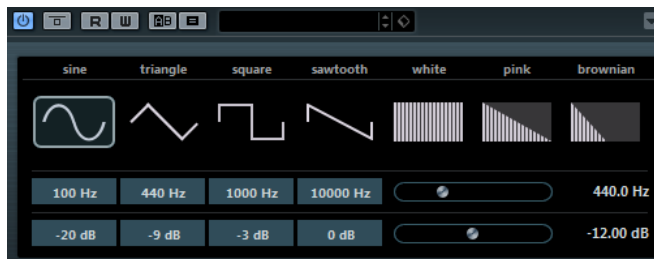 R W AB
sine triangle square sawtooth white pink brownian
100 Hz 440 Hz 1000 Hz 10000 Hz 440.0 Hz
-20 dB -9 dB -3 dB 0 dB -12.00 dB